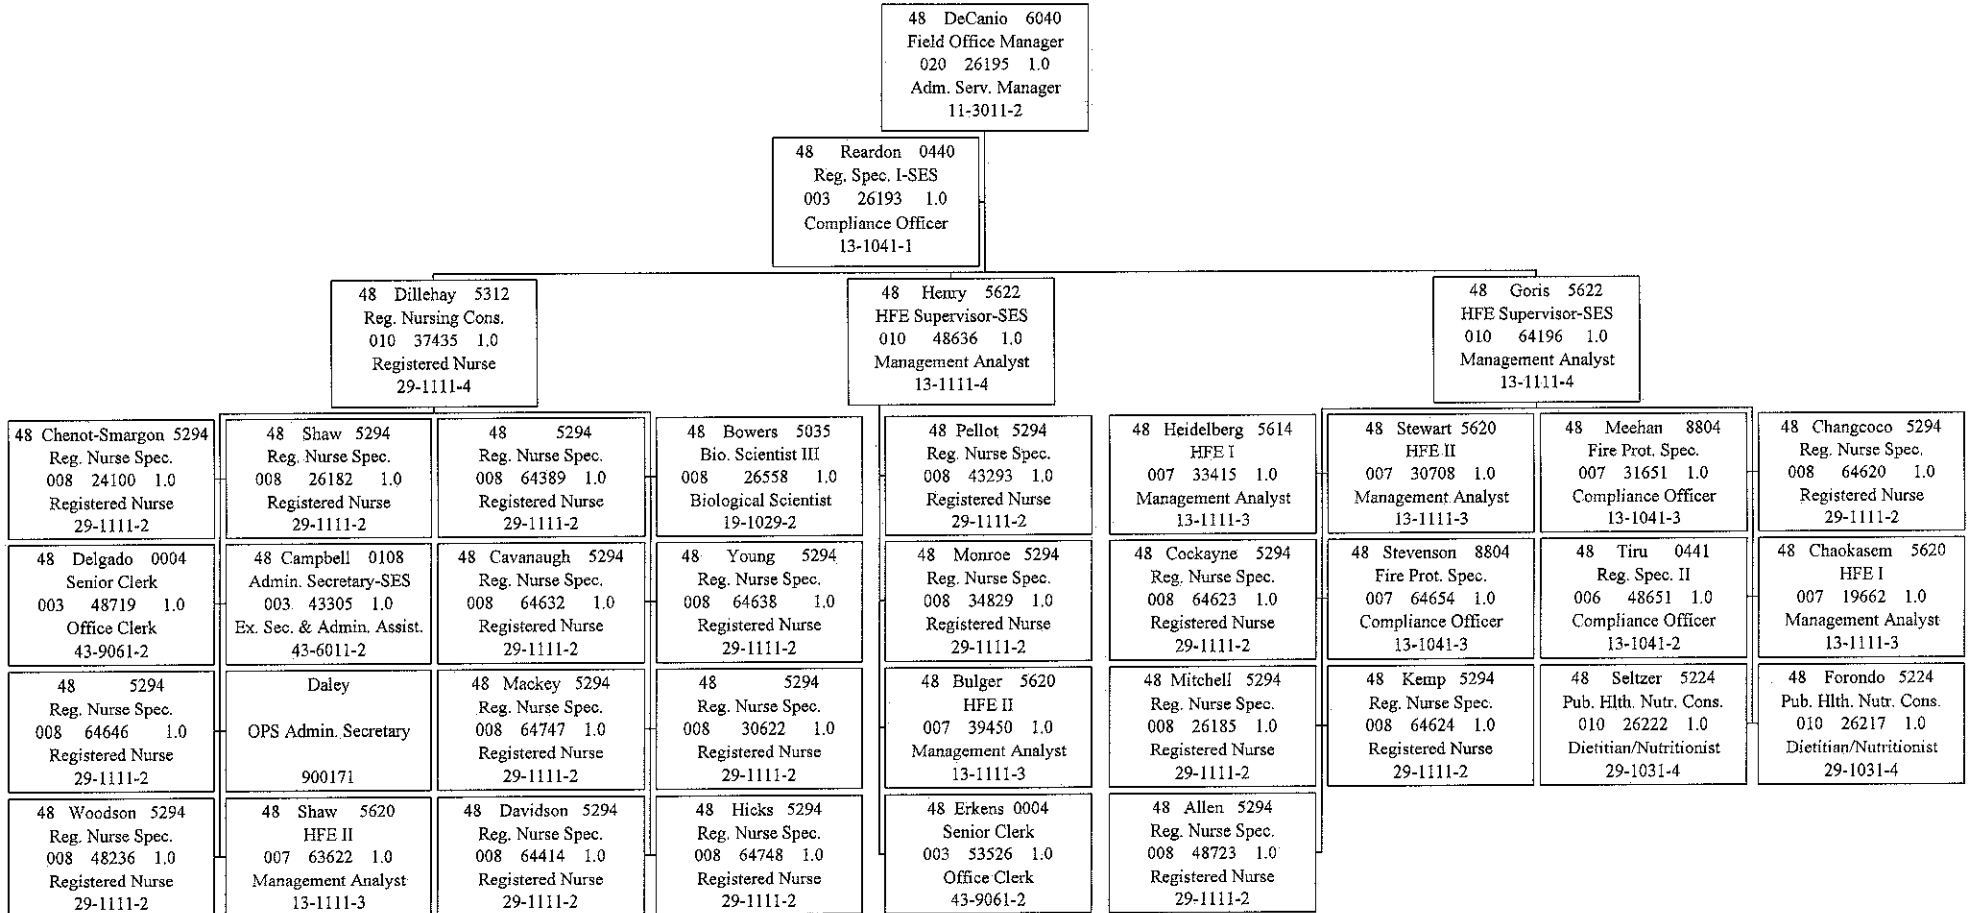 48 DeCanio 6040
Field Office Manager
020 26195 1.0
Adm. Serv. Manager
11-3011-2
48 Reardon 0440
Reg. Spec. I-SES
003 26193 1.0
Compliance Officer
13-1041-1
48 Dillehay 5312
Reg. Nursing Cons.
010 37435 1.0
Registered Nurse
29-1111-4
48 Henry 5622
HFE Supervisor-SES
010 48636 1.0
Management Analyst
13-1111-4
48 Goris 5622
HFE Supervisor-SES
010 64196 1.0
Management Analyst
13-1111-4
48 Chenot-Smargon 5294
Reg. Nurse Spec.
008 24100 1.0
Registered Nurse
29-1111-2
48 Shaw 5294
Reg. Nurse Spec.
008 26182 1.0
Registered Nurse
29-1111-2
48 5294
Reg. Nurse Spec.
008 64389 1.0
Registered Nurse
29-1111-2
48 Bowers 5035
Bio. Scientist III
008 26558 1.0
Biological Scientist
19-1029-2
48 Pellot 5294
Reg. Nurse Spec.
008 43293 1.0
Registered Nurse
29-1111-2
48 Heidelberg 5614
HFE I
007 33415 1.0
Management Analyst
13-1111-3
48 Stewart 5620
HFE II
007 30708 1.0
Management Analyst
13-1111-3
48 Meehan 8804
Fire Prot. Spec.
007 31651 1.0
Compliance Officer
13-1041-3
48 Changcoco 5294
Reg. Nurse Spec.
008 64620 1.0
Registered Nurse
29-1111-2
48 Delgado 0004
Senior Clerk
003 48719 1.0
Office Clerk
43-9061-2
48 Campbell 0108
Admin. Secretary-SES
003 43305 1.0
Ex. Sec. & Admin. Assist.
43-6011-2
48 Cavanaugh 5294
Reg. Nurse Spec.
008 64632 1.0
Registered Nurse
29-1111-2
48 Young 5294
Reg. Nurse Spec.
008 64638 1.0
Registered Nurse
29-1111-2
48 Monroe 5294
Reg. Nurse Spec.
008 34829 1.0
Registered Nurse
29-1111-2
48 Cockayne 5294
Reg. Nurse Spec.
008 64623 1.0
Registered Nurse
29-1111-2
48 Stevenson 8804
Fire Prot. Spec.
007 64654 1.0
Compliance Officer
13-1041-3
48 Tiru 0441
Reg. Spec. II
006 48651 1.0
Compliance Officer
13-1041-2
48 Chaokasem 5620
HFE I
007 19662 1.0
Management Analyst
13-1111-3
48 5294
Reg. Nurse Spec.
008 64646 1.0
Registered Nurse
29-1111-2
Daley
OPS Admin. Secretary
900171
48 Mackey 5294
Reg. Nurse Spec.
008 64747 1.0
Registered Nurse
29-1111-2
48 5294
Reg. Nurse Spec.
008 30622 1.0
Registered Nurse
29-1111-2
48 Bulger 5620
HFE II
007 39450 1.0
Management Analyst
13-1111-3
48 Mitchell 5294
Reg. Nurse Spec.
008 26185 1.0
Registered Nurse
29-1111-2
48 Kemp 5294
Reg. Nurse Spec.
008 64624 1.0
Registered Nurse
29-1111-2
48 Seltzer 5224
Pub. Hlth. Nutr. Cons.
010 26222 1.0
Dietitian/Nutritionist
29-1031-4
48 Forondo 5224
Pub. Hlth. Nutr. Cons.
010 26217 1.0
Dietitian/Nutritionist
29-1031-4
48 Woodson 5294
Reg. Nurse Spec.
008 48236 1.0
Registered Nurse
29-1111-2
48 Shaw 5620
HFE II
007 63622 1.0
Management Analyst
13-1111-3
48 Davidson 5294
Reg. Nurse Spec.
008 64414 1.0
Registered Nurse
29-1111-2
48 Hicks 5294
Reg. Nurse Spec.
008 64748 1.0
Registered Nurse
29-1111-2
48 Erkens 0004
Senior Clerk
003 53526 1.0
Office Clerk
43-9061-2
48 Allen 5294
Reg. Nurse Spec.
008 48723 1.0
Registered Nurse
29-1111-2